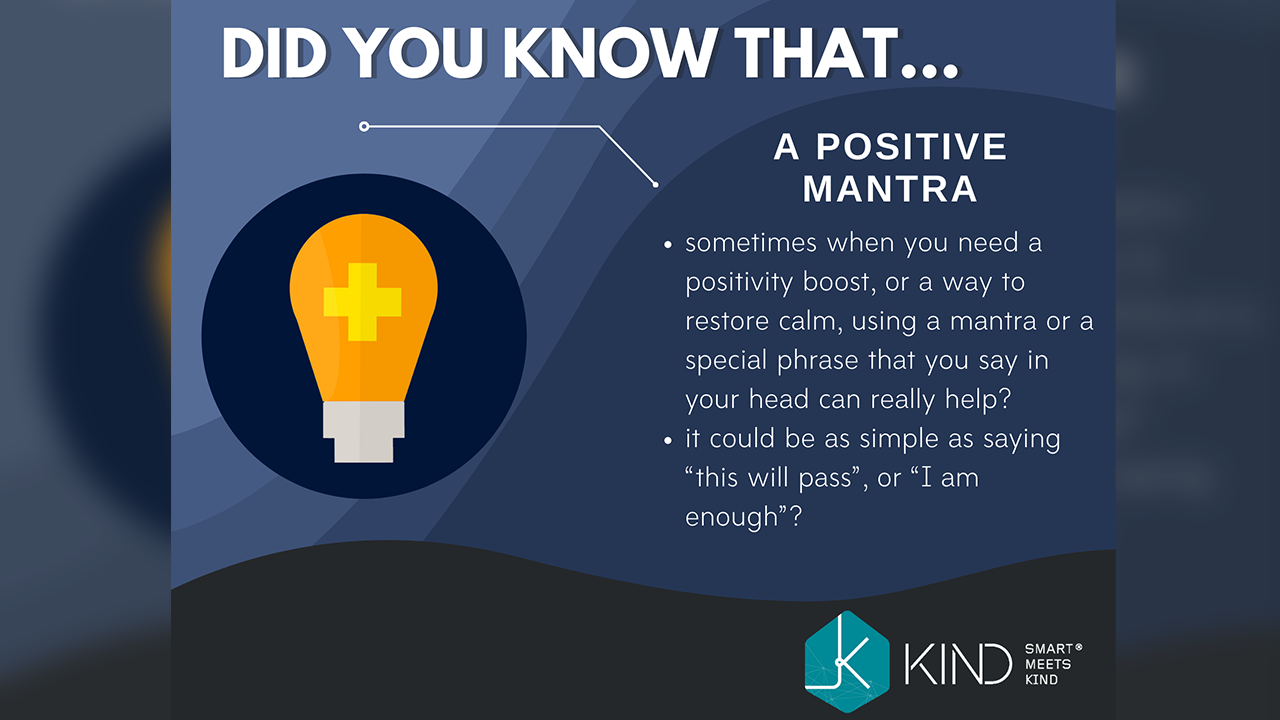 DID YOU KNOW THAT...
A POSITIVE
MANTRA
• sometimes when you need a
positivity boost, or a way to
restore calm, using a mantra or a
special phrase that you say in
your head can really help?
• it could be as simple as saying
“this will pass”, or “I am
enough”?
K KIND SMART®
MEETS
KIND